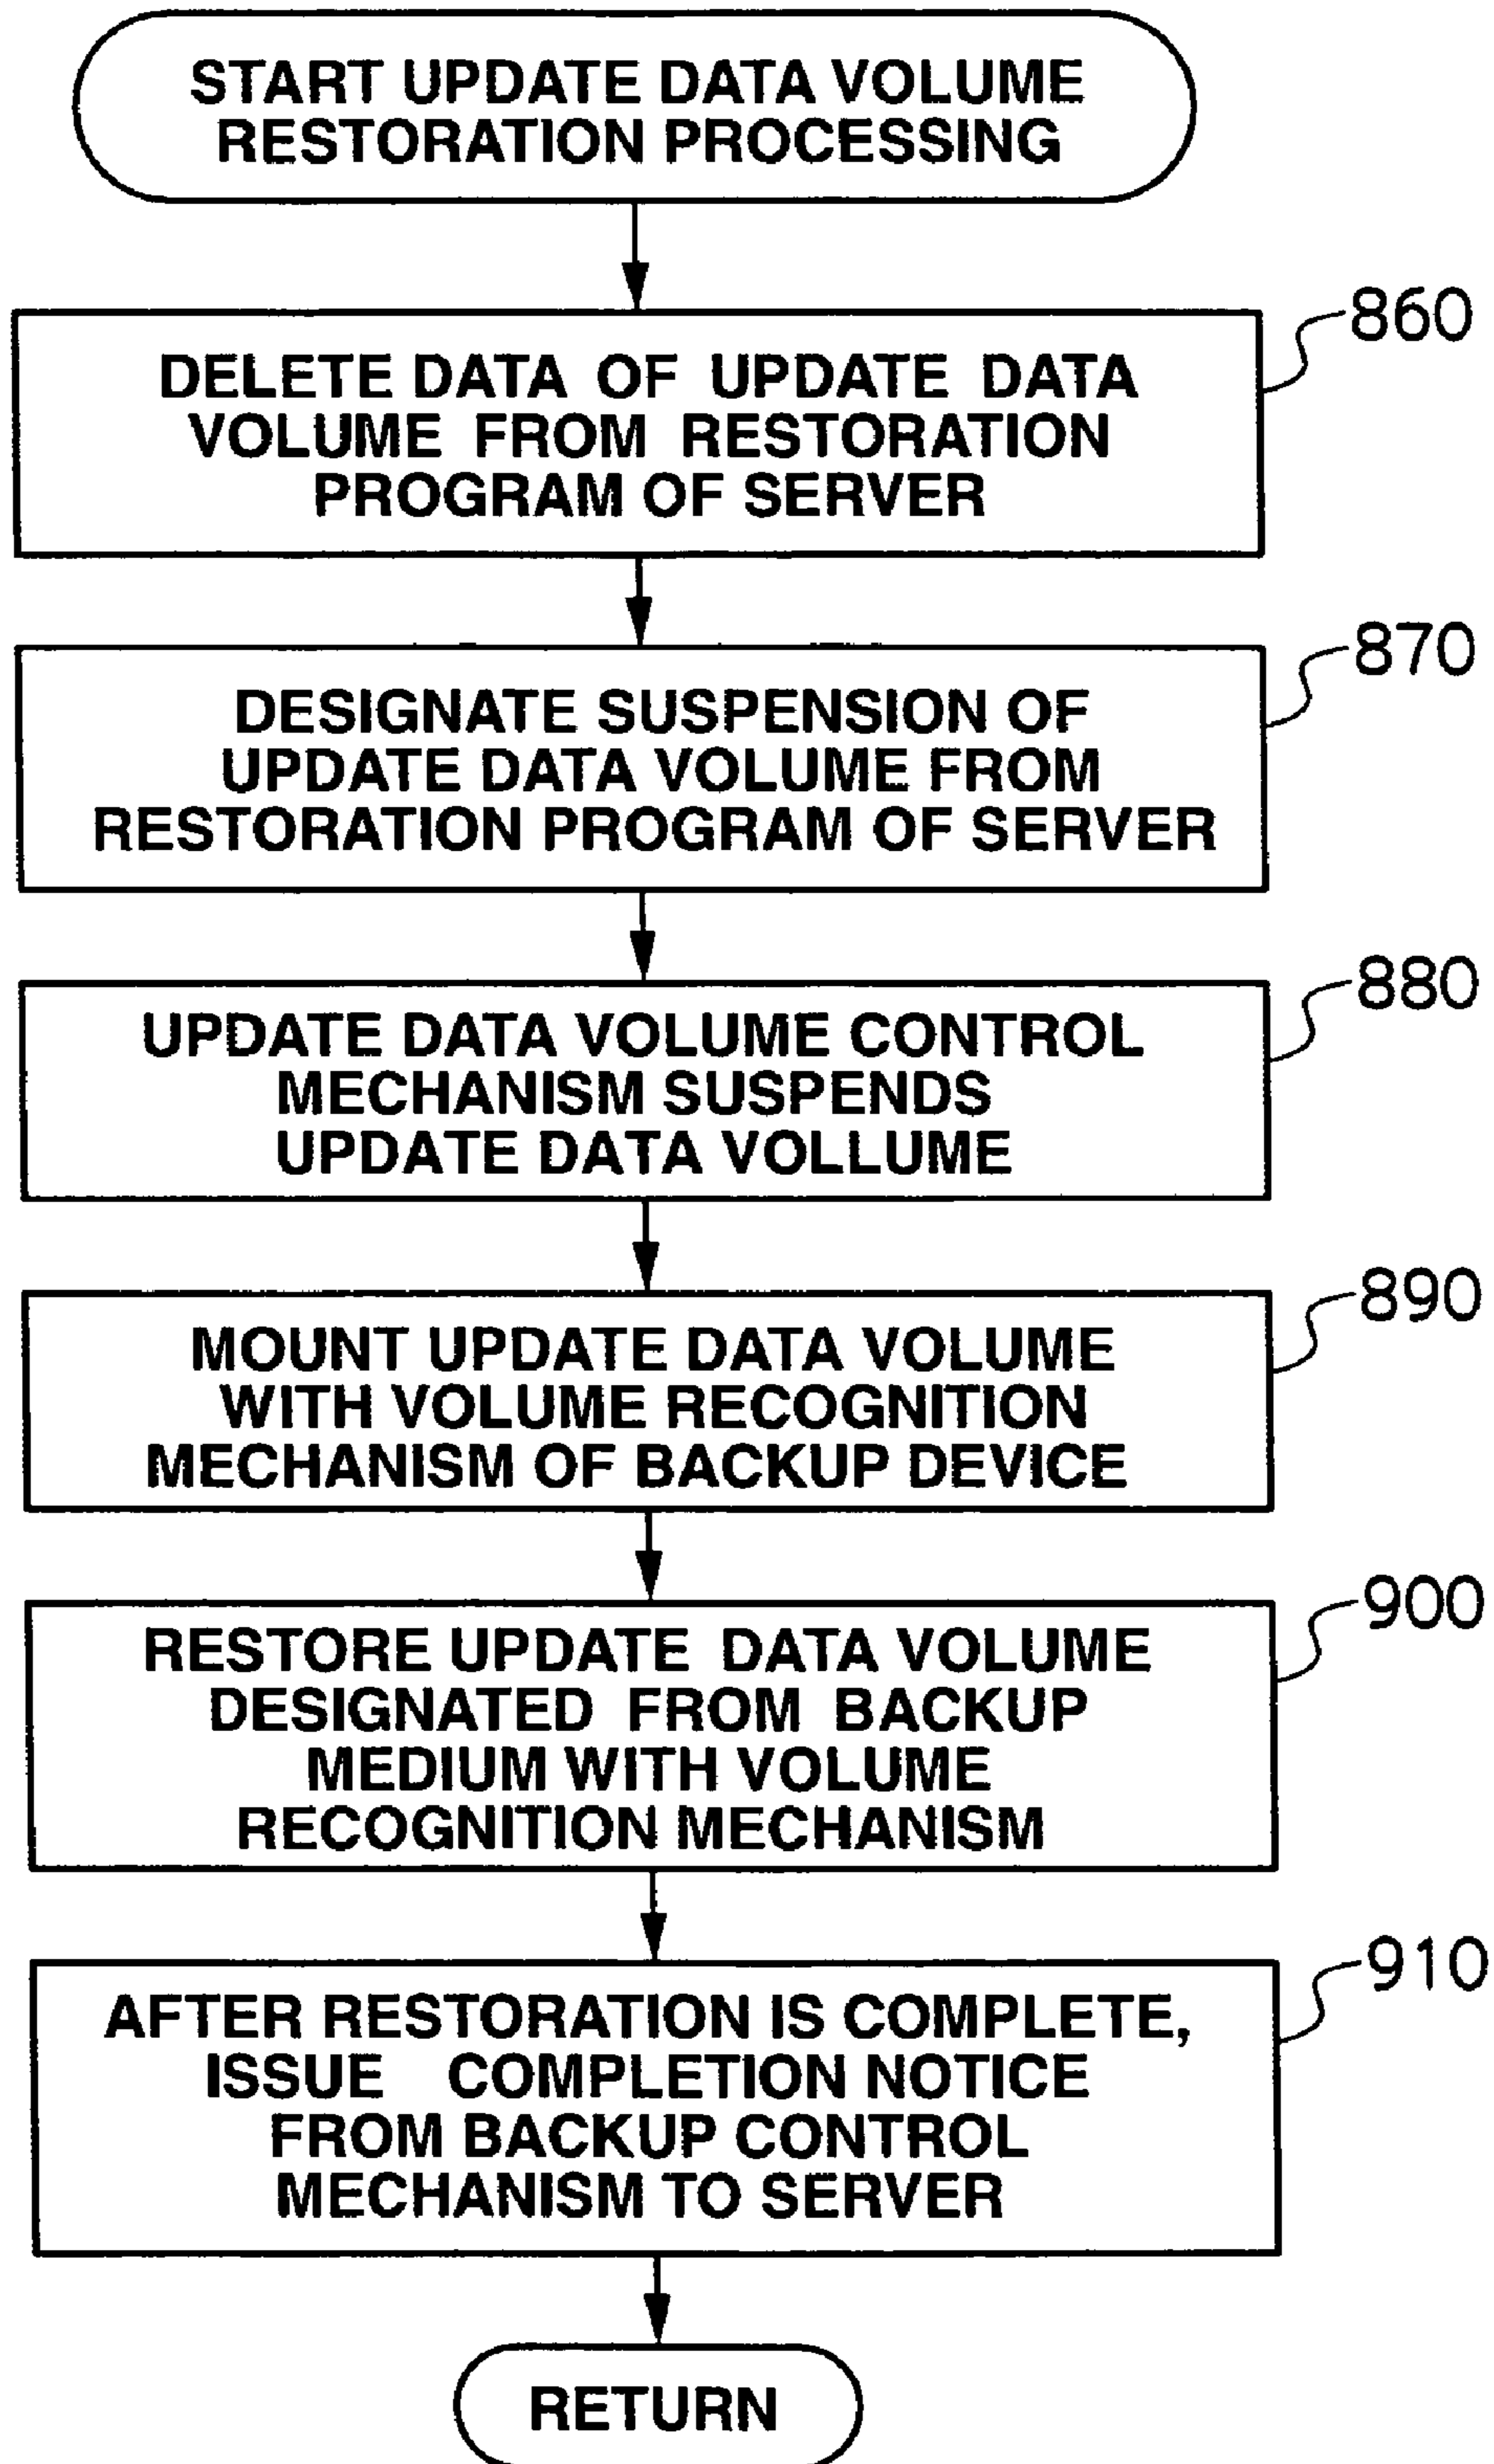 START UPDATE DATA VOLUME
RESTORATION PROCESSING
860
DELETE DATA OF UPDATE DATA
VOLUME FROM RESTORATION
PROGRAM OF SERVER
870
DESIGNATE SUSPENSION OF
UPDATE DATA VOLUME FROM
RESTORATION PROGRAM OF SERVER
880
UPDATE DATA VOLUME CONTROL
MECHANISM SUSPENDS
UPDATE DATA VOLLUME
890
MOUNT UPDATE DATA VOLUME
WITH VOLUME RECOGNITION
MECHANISM OF BACKUP DEVICE
900
RESTORE UPDATE DATA VOLUME
DESIGNATED FROM BACKUP
MEDIUM WITH VOLUME
RECOGNITION MECHANISM
910
AFTER RESTORATION IS COMPLETE,
ISSUE COMPLETION NOTICE
FROM BACKUP CONTROL
MECHANISM TO SERVER
RETURN